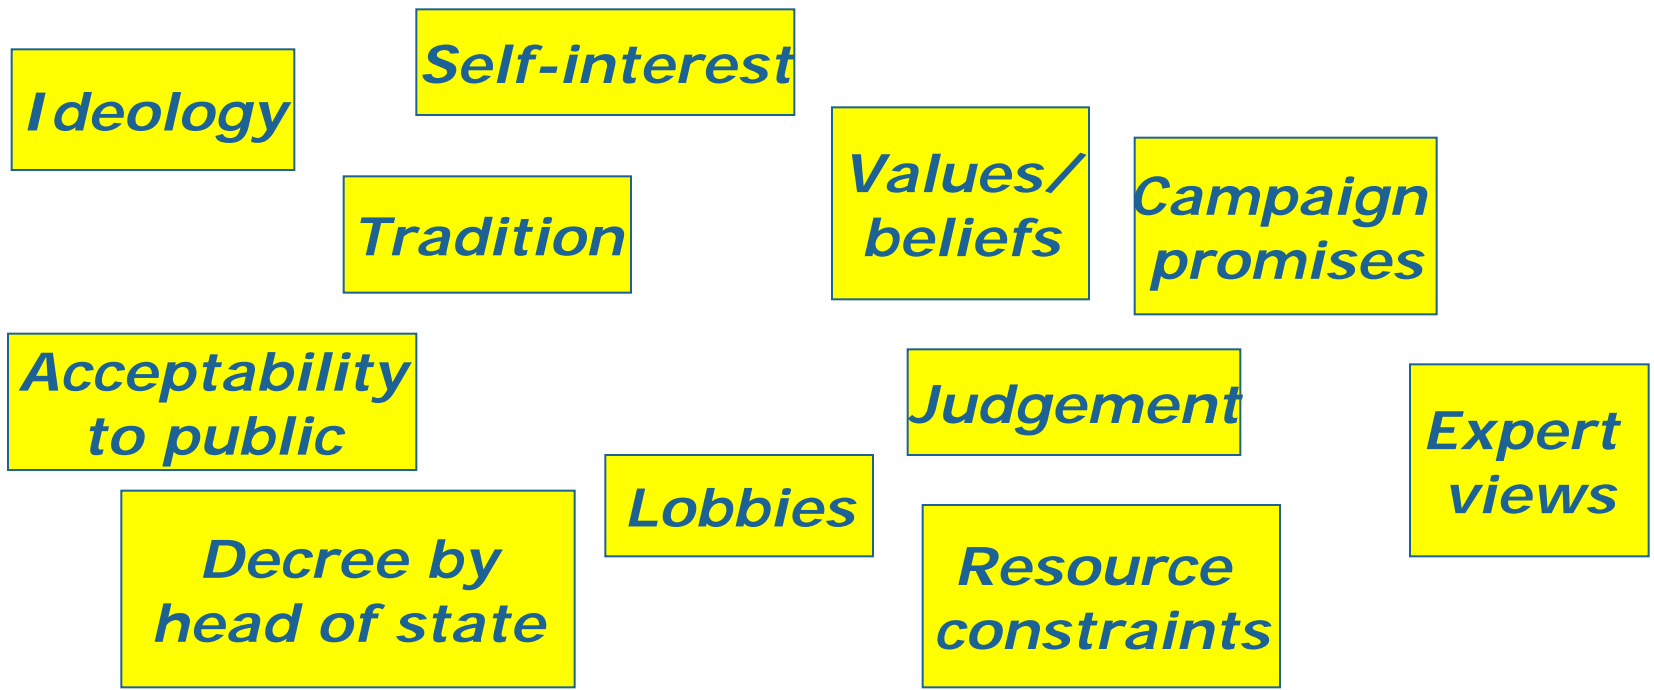 Self-interest
Ideology
Values/
beliefs
Campaign
promises
Tradition
Acceptability
to public
Judgement
Expert
views
Lobbies
Decree by
head of state
Resource
constraints